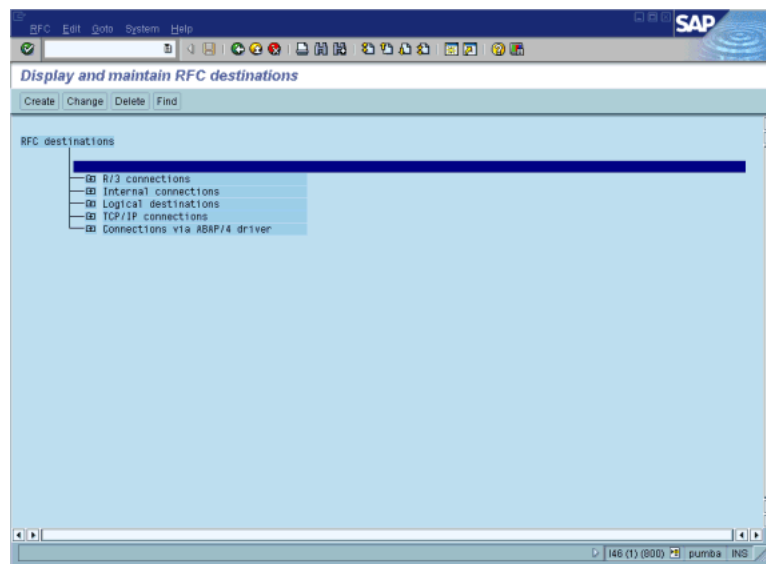 RFC Edit Goto System Help
SAP
Display and maintain RFC destinations
Create Change Delete Find
RFC destinations
R/3 connections
Internal connections
Logical destinations
TCP/IP connections
Connections via ABAP/4 driver
I46 (1) (800) pumba INS